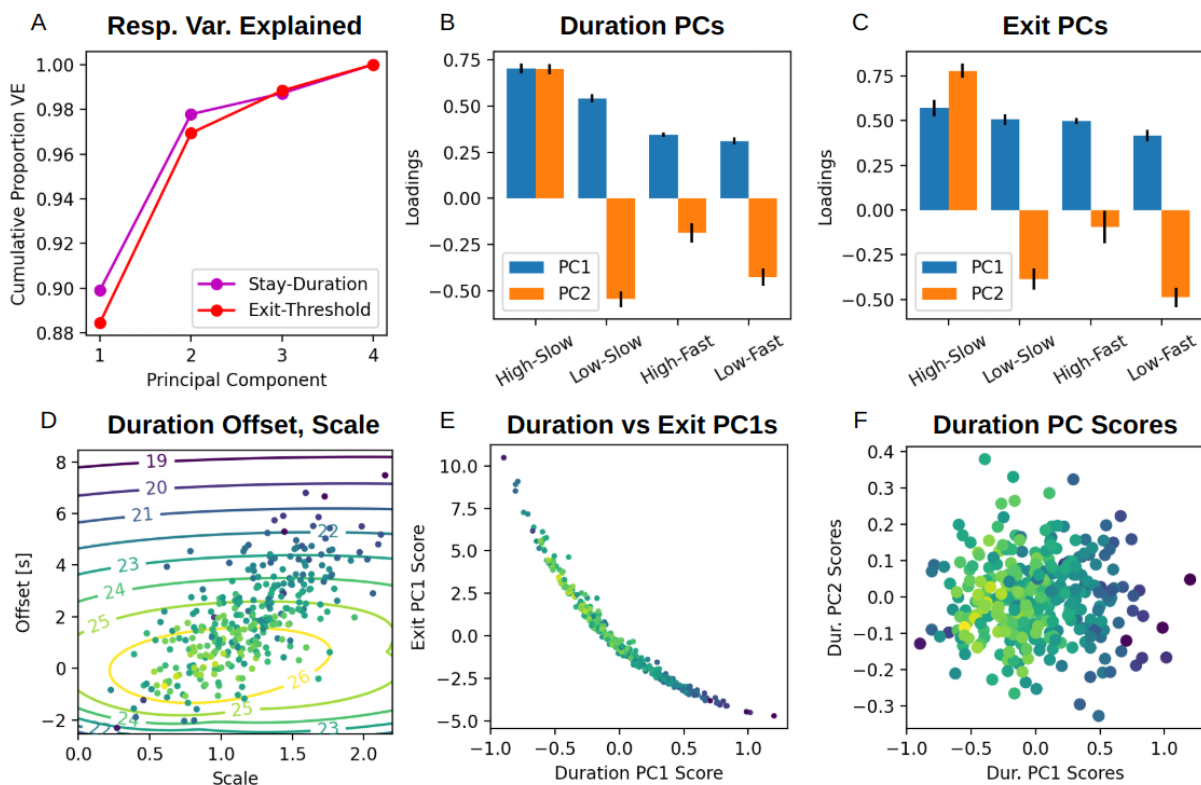 A Resp. Var. Explained
Cumulative Proportion VE
1.00
0.98
0.96
0.94
0.92
0.90
0.88
Stay-Duration
Exit-Threshold
1 2 3 4
Principal Component
B Duration PCs
Loadings
0.75
0.50
0.25
0.00
−0.25
−0.50
PC1
PC2
High-Slow Low-Slow High-Fast Low-Fast
C Exit PCs
Loadings
0.75
0.50
0.25
0.00
−0.25
−0.50
PC1
PC2
High-Slow Low-Slow High-Fast Low-Fast
D Duration Offset, Scale
Offset [s]
8
6
4
2
0
−2
19
20
21
22
23
24
25
26
25
24
23
22
0.0 0.5 1.0 1.5 2.0
Scale
E Duration vs Exit PC1s
Exit PC1 Score
10.0
7.5
5.0
2.5
0.0
−2.5
−5.0
−1.0 −0.5 0.0 0.5 1.0
Duration PC1 Score
F Duration PC Scores
Dur. PC2 Scores
0.4
0.3
0.2
0.1
0.0
−0.1
−0.2
−0.3
−1.0 −0.5 0.0 0.5 1.0
Dur. PC1 Scores